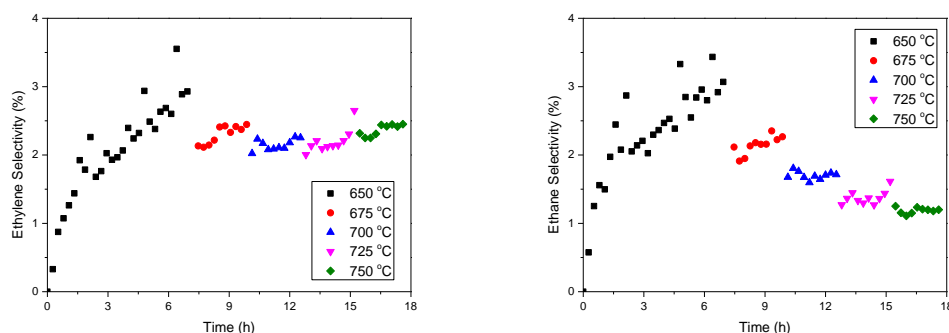 4
3
2
1
0
Ethylene Selectivity (%)
0 3 6 9 12 15 18
Time (h)
650 °C
675 °C
700 °C
725 °C
750 °C
4
3
2
1
0
Ethane Selectivity (%)
0 3 6 9 12 15 18
Time (h)
650 °C
675 °C
700 °C
725 °C
750 °C